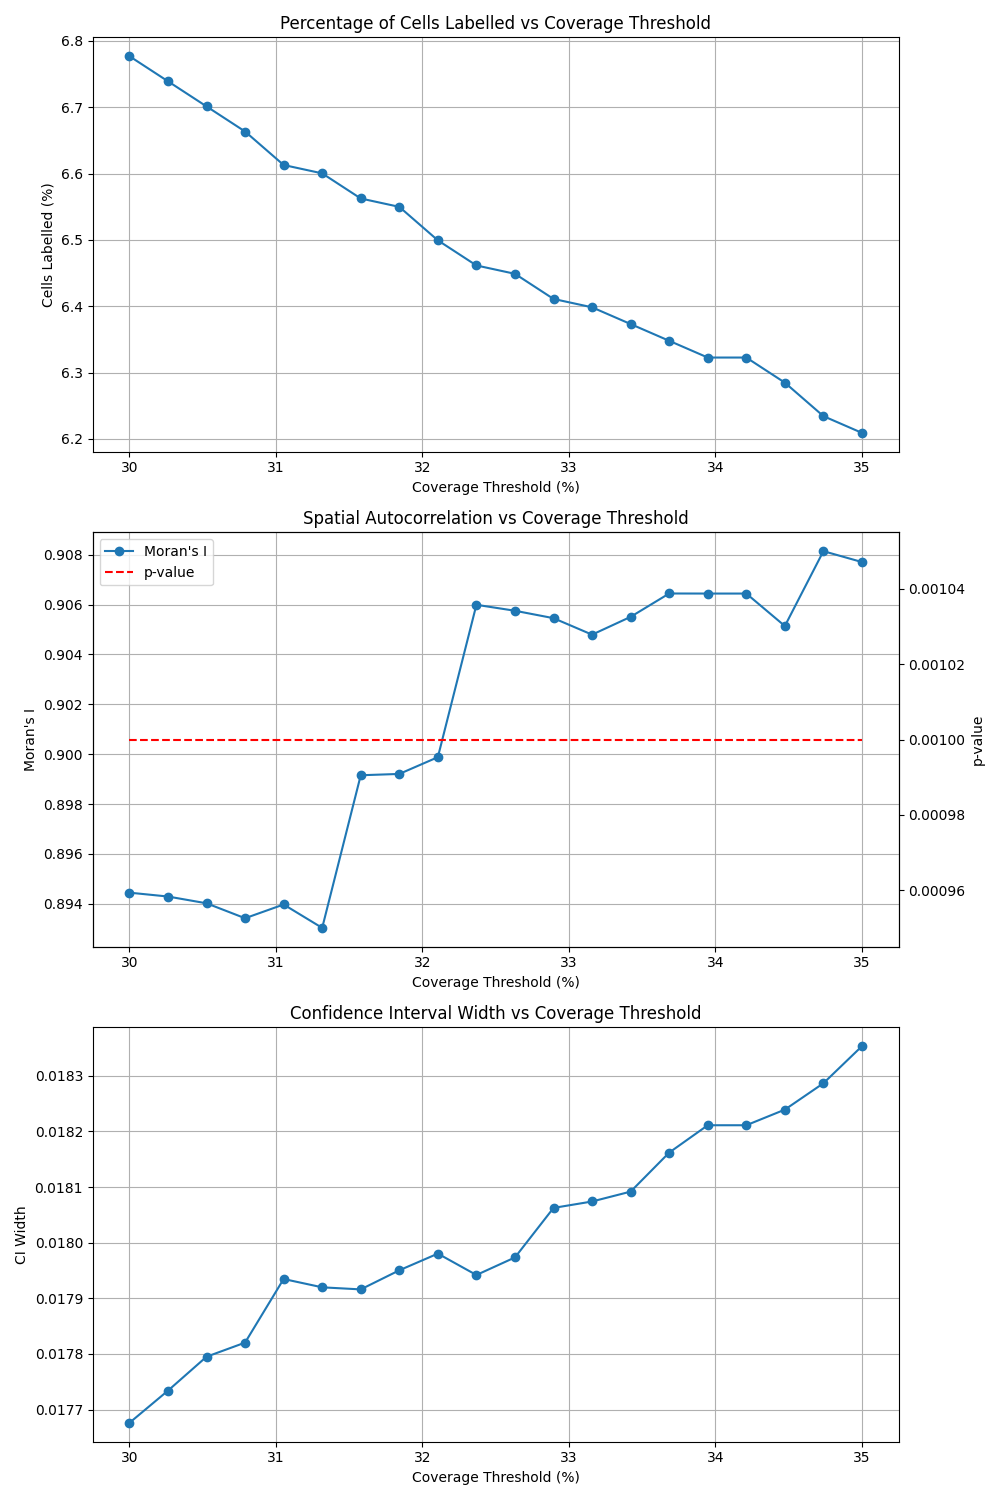 Percentage of Cells Labelled vs Coverage Threshold
6.8
6.7
6.6
6.5
6.4
6.3
6.2
Cells Labelled (%)
30 31 32 33 34 35
Coverage Threshold (%)
Spatial Autocorrelation vs Coverage Threshold
Moran's I
p-value
0.908
0.906
0.904
0.902
0.900
0.898
0.896
0.894
Moran's I
0.00104
0.00102
0.00100
0.00098
0.00096
p-value
30 31 32 33 34 35
Coverage Threshold (%)
Confidence Interval Width vs Coverage Threshold
0.0183
0.0182
0.0181
0.0180
0.0179
0.0178
0.0177
CI Width
30 31 32 33 34 35
Coverage Threshold (%)